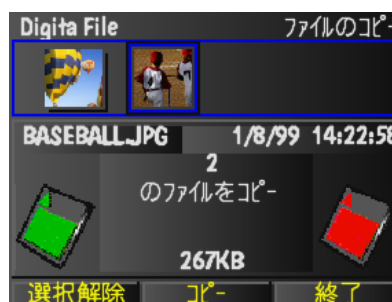 Digita File ファイルのコピー
BASEBALL.JPG 1/8/99 14:22:58
2
のファイルをコピー
267KB
選択解除 コピー 終了